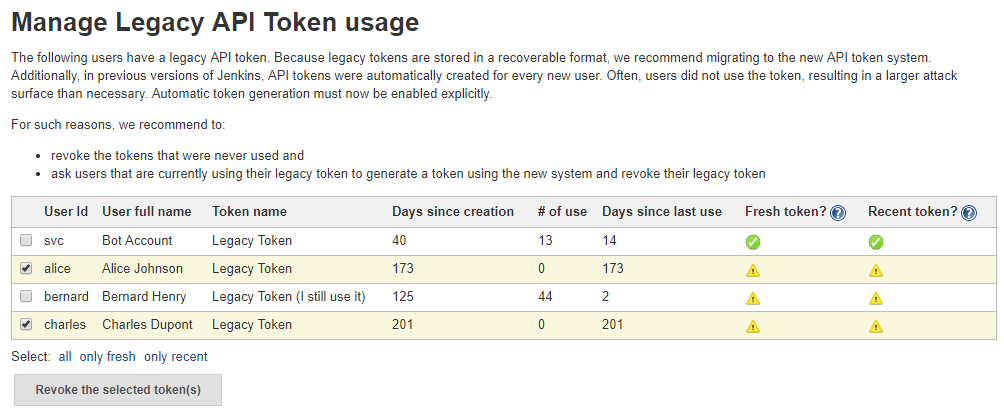 Manage Legacy API Token usage
The following users have a legacy API token. Because legacy tokens are stored in a recoverable format, we recommend migrating to the new API token system.
Additionally, in previous versions of Jenkins, API tokens were automatically created for every new user. Often, users did not use the token, resulting in a larger attack
surface than necessary. Automatic token generation must now be enabled explicitly.
For such reasons, we recommend to:
• revoke the tokens that were never used and
• ask users that are currently using their legacy token to generate a token using the new system and revoke their legacy token
User Id User full name Token name Days since creation # of use Days since last use Fresh token? ? Recent token? ?
svc Bot Account Legacy Token 40 13 14
alice Alice Johnson Legacy Token 173 0 173
bernard Bernard Henry Legacy Token (I still use it) 125 44 2
charles Charles Dupont Legacy Token 201 0 201
Select: all only fresh only recent
Revoke the selected token(s)